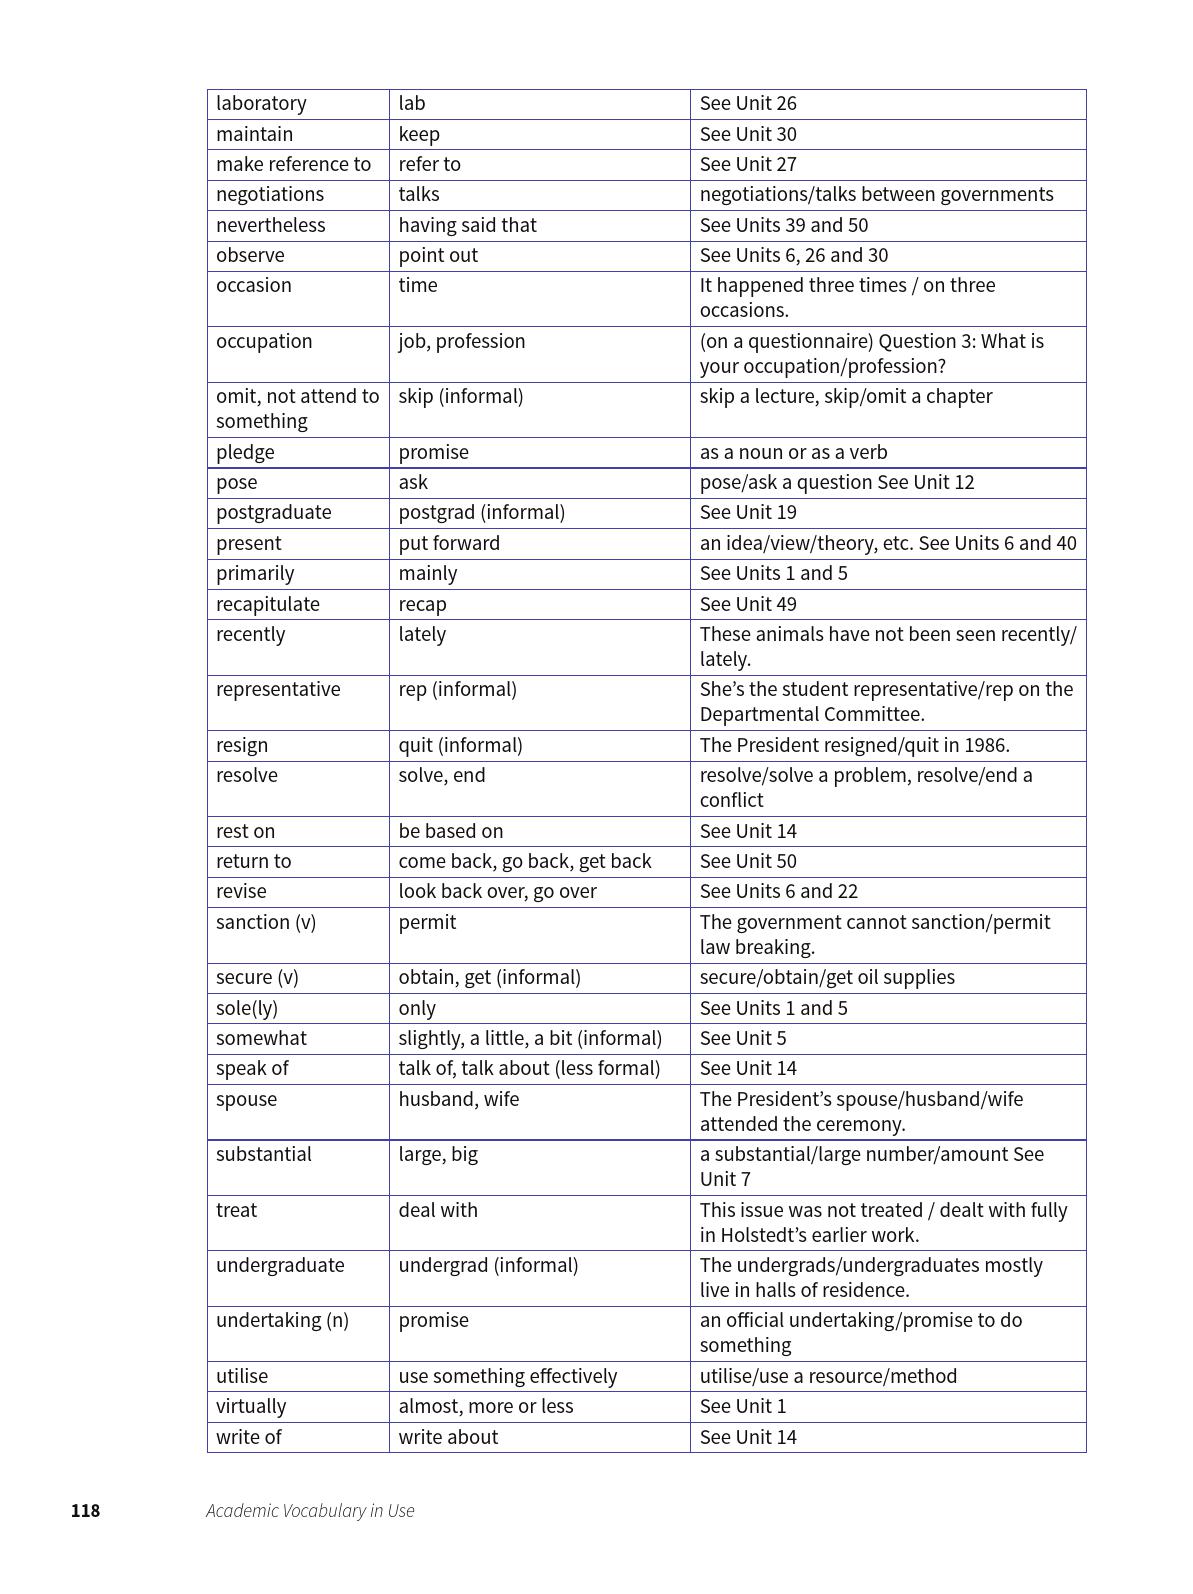 laboratory lab See Unit 26
maintain keep See Unit 30
make reference to refer to See Unit 27
negotiations talks negotiations/talks between governments
nevertheless having said that See Units 39 and 50
observe point out See Units 6, 26 and 30
occasion time It happened three times / on three
occasions.
occupation job, profession (on a questionnaire) Question 3: What is
your occupation/profession?
omit, not attend to skip (informal) skip a lecture, skip/omit a chapter
something
pledge promise as a noun or as a verb
pose ask pose/ask a question See Unit 12
postgraduate postgrad (informal) See Unit 19
present put forward an idea/view/theory, etc. See Units 6 and 40
primarily mainly See Units 1 and 5
recapitulate recap See Unit 49
recently lately These animals have not been seen recently/
lately.
representative rep (informal) She’s the student representative/rep on the
Departmental Committee.
resign quit (informal) The President resigned/quit in 1986.
resolve solve, end resolve/solve a problem, resolve/end a
conflict
rest on be based on See Unit 14
return to come back, go back, get back See Unit 50
revise look back over, go over See Units 6 and 22
sanction (v) permit The government cannot sanction/permit
law breaking.
secure (v) obtain, get (informal) secure/obtain/get oil supplies
sole(ly) only See Units 1 and 5
somewhat slightly, a little, a bit (informal) See Unit 5
speak of talk of, talk about (less formal) See Unit 14
spouse husband, wife The President’s spouse/husband/wife
attended the ceremony.
substantial large, big a substantial/large number/amount See
Unit 7
treat deal with This issue was not treated / dealt with fully
in Holstedt’s earlier work.
undergraduate undergrad (informal) The undergrads/undergraduates mostly
live in halls of residence.
undertaking (n) promise an official undertaking/promise to do
something
utilise use something effectively utilise/use a resource/method
virtually almost, more or less See Unit 1
write of write about See Unit 14
118 Academic Vocabulary in Use